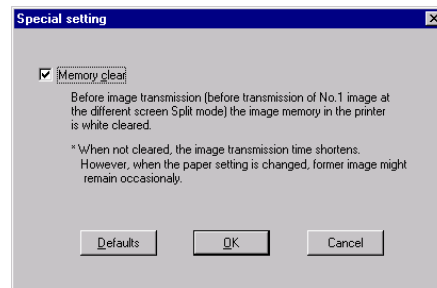 Special setting
Memory clear
Before image transmission (before transmission of No.1 image at
the different screen Split mode) the image memory in the printer
is white cleared.
* When not cleared, the image transmission time shortens.
However, when the paper setting is changed, former image might
remain occasionaly.
Defaults OK Cancel